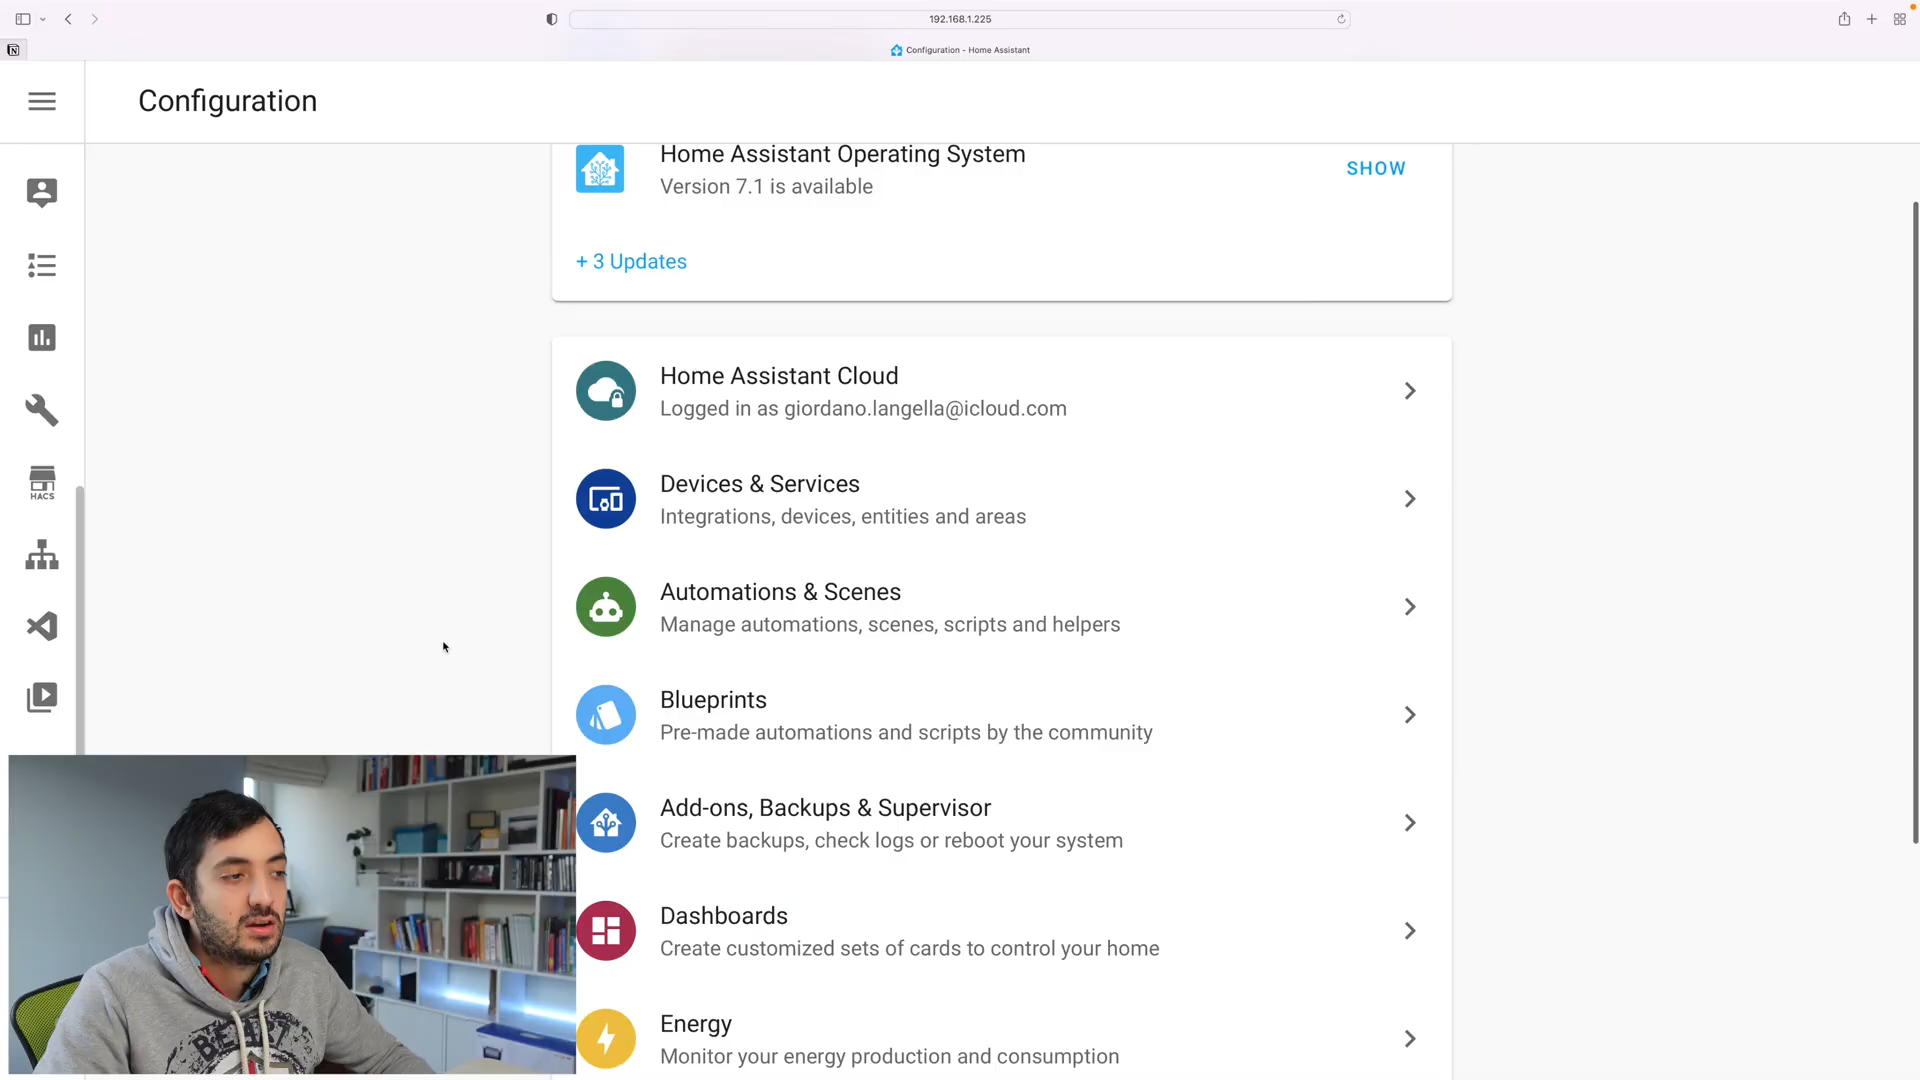 192.168.1.225
Configuration - Home Assistant
Configuration
Home Assistant Operating System
Version 7.1 is available
SHOW
+ 3 Updates
Home Assistant Cloud
Logged in as giordano.langella@icloud.com
Devices & Services
Integrations, devices, entities and areas
HACS
Automations & Scenes
Manage automations, scenes, scripts and helpers
Blueprints
Pre-made automations and scripts by the community
Add-ons, Backups & Supervisor
Create backups, check logs or reboot your system
Dashboards
Create customized sets of cards to control your home
Energy
Monitor your energy production and consumption